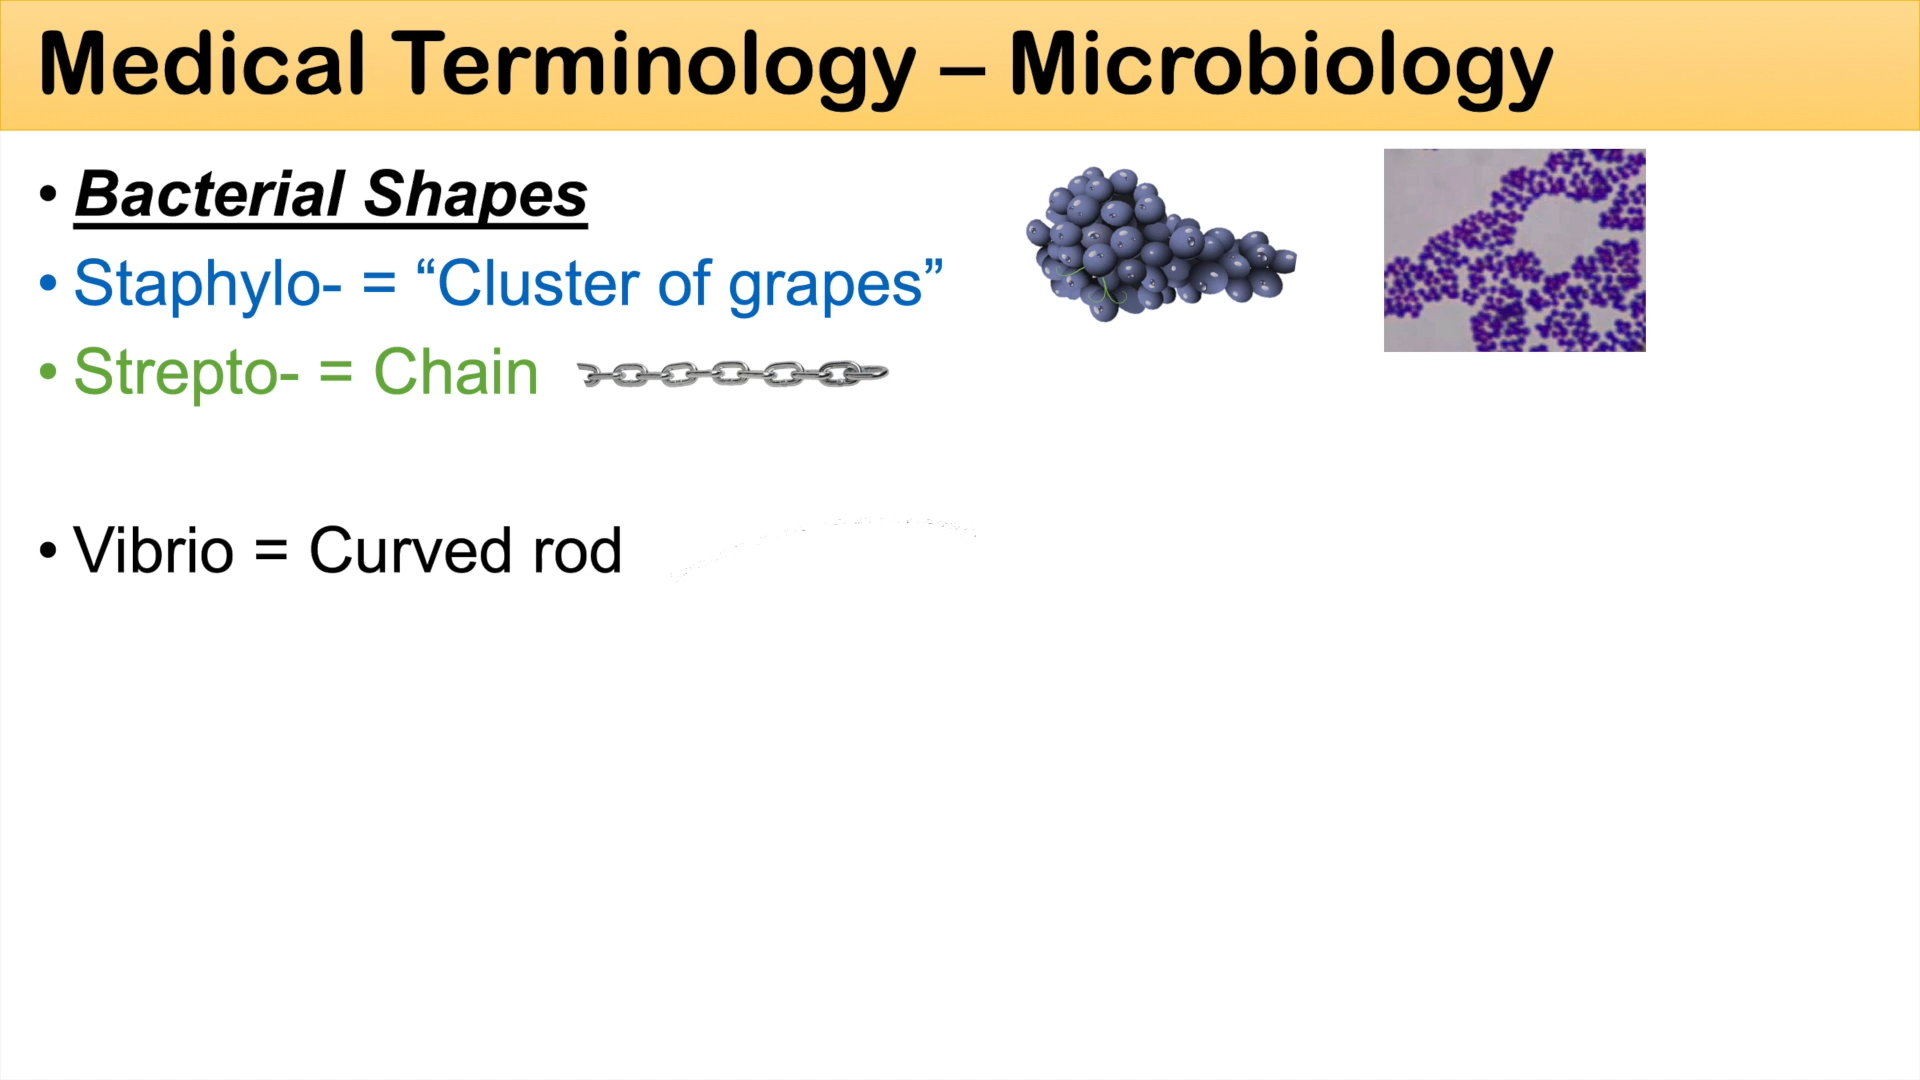 Medical Terminology – Microbiology
• Bacterial Shapes
• Staphylo- = “Cluster of grapes”
• Strepto- = Chain
• Vibrio = Curved rod